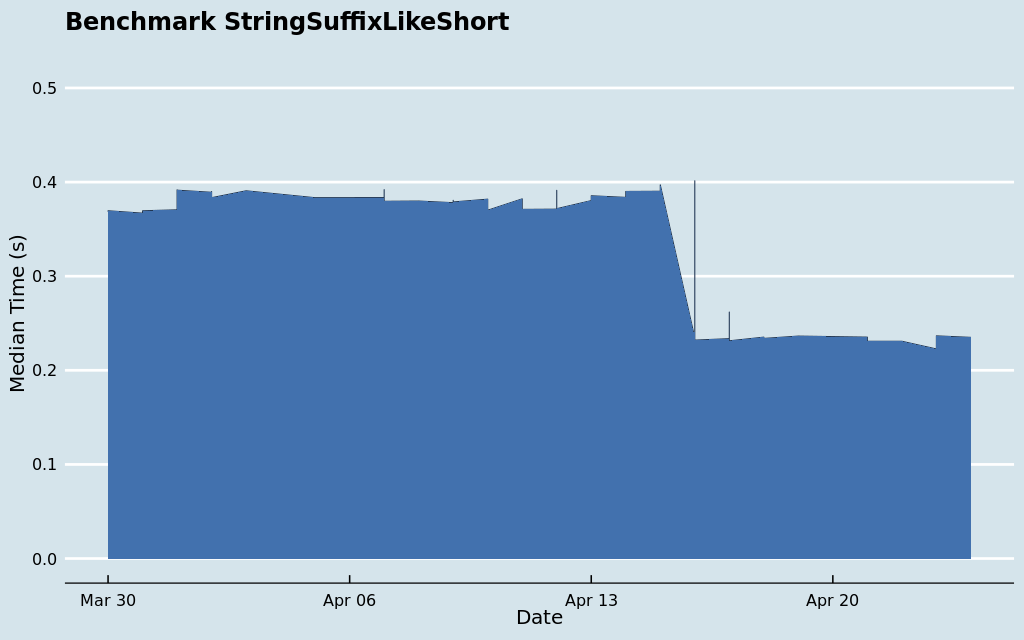 Benchmark StringSuffixLikeShort
0.5
0.4
0.3
0.2
0.1
0.0
Median Time (s)
Mar 30
Apr 06
Apr 13
Apr 20
Date